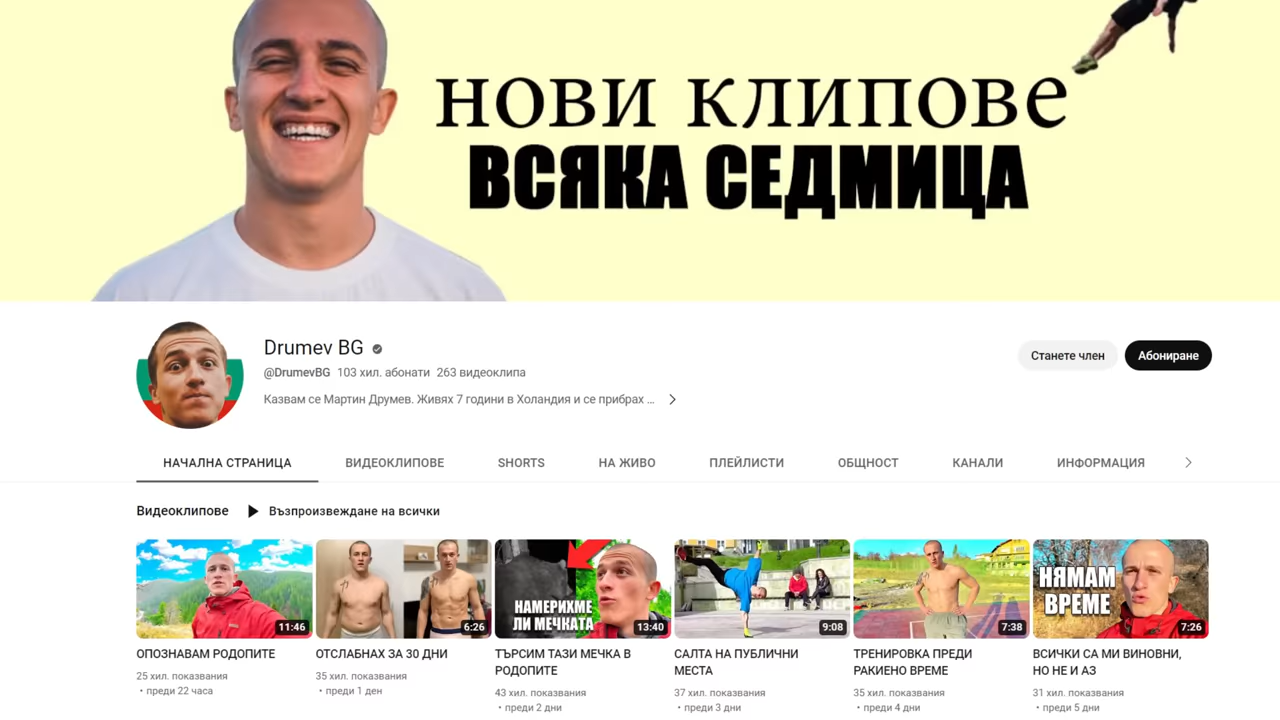 нови клипове
ВСЯКА СЕДМИЦА
Drumev BG
@DrumevBG 103 хил. абонати 263 видеоклипа
Казвам се Мартин Друмев. Живях 7 години в Холандия и се прибрах ...
Станете член
Абониране
НАЧАЛНА СТРАНИЦА ВИДЕОКЛИПОВЕ SHORTS НА ЖИВО ПЛЕЙЛИСТИ ОБЩНОСТ КАНАЛИ ИНФОРМАЦИЯ
Видеоклипове Възпроизвеждане на всички
11:46
ОПОЗНАВАМ РОДОПИТЕ
25 хил. показвания
• преди 22 часа
6:26
ОТСЛАБНАХ ЗА 30 ДНИ
35 хил. показвания
• преди 1 ден
НАМЕРИХМЕ
ЛИ МЕЧКАТА
13:40
ТЪРСИМ ТАЗИ МЕЧКА В
РОДОПИТЕ
43 хил. показвания
• преди 2 дни
9:08
САЛТА НА ПУБЛИЧНИ
МЕСТА
37 хил. показвания
• преди 3 дни
7:38
ТРЕНИРОВКА ПРЕДИ
РАКИЕНО ВРЕМЕ
35 хил. показвания
• преди 4 дни
НЯМАМ
ВРЕМЕ
7:26
ВСИЧКИ СА МИ ВИНОВНИ,
НО НЕ И АЗ
31 хил. показвания
• преди 5 дни